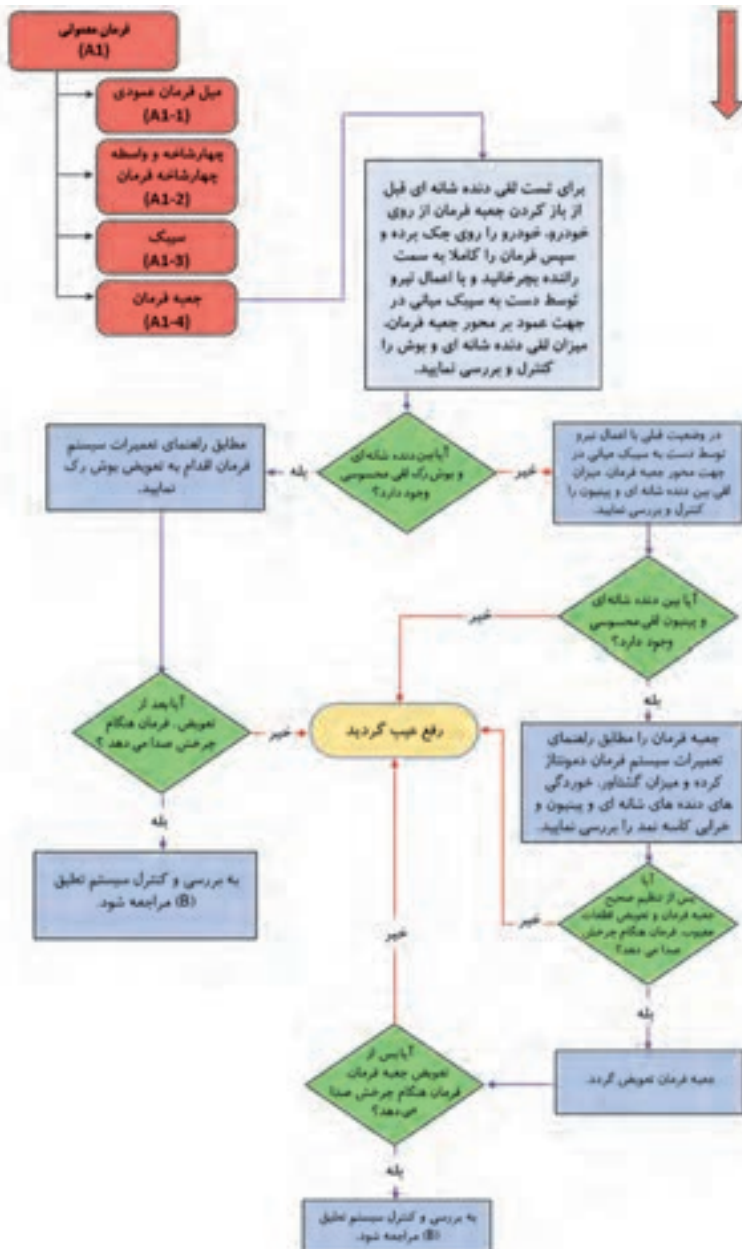 فرمان معمولی
(A1)
میل فرمان عمودی
(A1-1)
چهارشاخه و واسطه
چهارشاخه فرمان
(A1-2)
سیبک
(A1-3)
جعبه فرمان
(A1-4)
برای تست لقی دنده شانه ای قبل
از باز کردن جعبه فرمان از روی
خودرو، خودرو را روی جک برده و
سپس فرمان را کاملا به سمت
راننده بچرخانید و با اعمال نیرو
توسط دست به سیبک میانی در
جهت عمود بر محور جعبه فرمان،
میزان لقی دنده شانه ای و بوش را
کنترل و بررسی نمایید.
آیا بین دنده شانه ای
و بوش رک لقی محسوسی
وجود دارد؟
بله
خیر
مطابق راهنمای تعمیرات سیستم
فرمان اقدام به تعویض بوش رک
نمایید.
در وضعیت قبلی با اعمال نیرو
توسط دست به سیبک میانی در
جهت محور جعبه فرمان، میزان
لقی بین دنده شانه ای و پینیون را
کنترل و بررسی نمایید.
آیا بین دنده شانه ای
و پینیون لقی محسوسی
وجود دارد؟
خیر
بله
آیا بعد از
تعویض، فرمان هنگام
چرخش صدا می دهد ؟
خیر
رفع عیب گردید
بله
جعبه فرمان را مطابق راهنمای
تعمیرات سیستم فرمان دمونتاژ
کرده و میزان گشتاور، خوردگی
های دنده های شانه ای و پینیون و
خرابی کاسه نمد را بررسی نمایید.
به بررسی و کنترل سیستم تعلیق
(B) مراجعه شود.
آیا
پس از تنظیم صحیح
جعبه فرمان و تعویض قطعات
معیوب، فرمان هنگام چرخش
صدا می دهد؟
خیر
خیر
بله
جعبه فرمان تعویض گردد.
آیا پس از
تعویض جعبه فرمان،
فرمان هنگام چرخش صدا
می دهد؟
بله
به بررسی و کنترل سیستم تعلیق
(B) مراجعه شود.